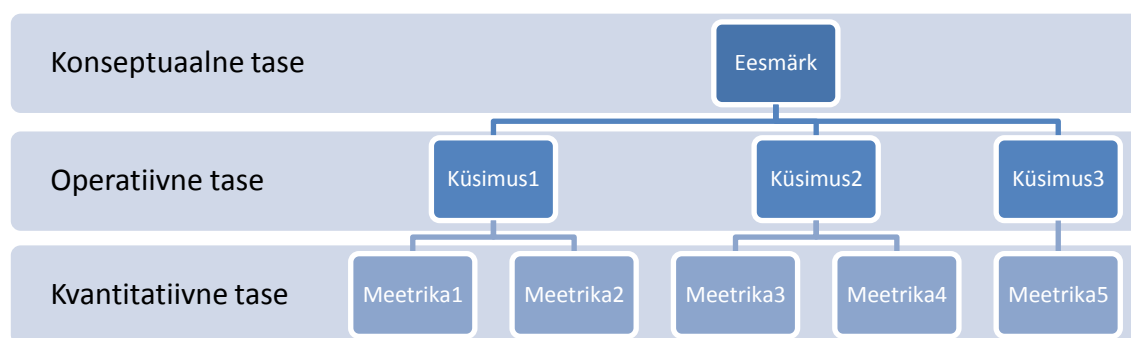 Konseptuaalne tase
Eesmärk
Operatiivne tase
Küsimus1
Küsimus2
Küsimus3
Kvantitatiivne tase
Meetrika1
Meetrika2
Meetrika3
Meetrika4
Meetrika5